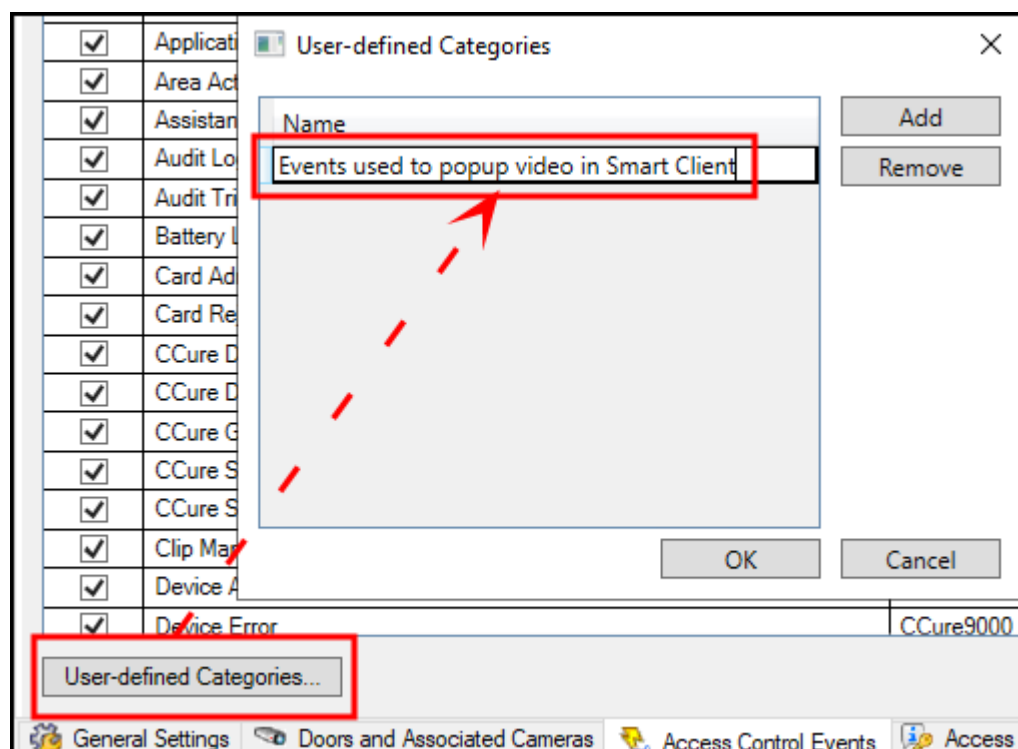 Applicati
Area Act
Assistan
Audit Lo
Audit Tri
Battery L
Card Ad
Card Re
CCure D
CCure D
CCure G
CCure S
CCure S
Clip Ma
Device A
Device Error
CCure9000
User-defined Categories
Name
Events used to popup video in Smart Client
Add
Remove
OK
Cancel
User-defined Categories...
General Settings
Doors and Associated Cameras
Access Control Events
Access